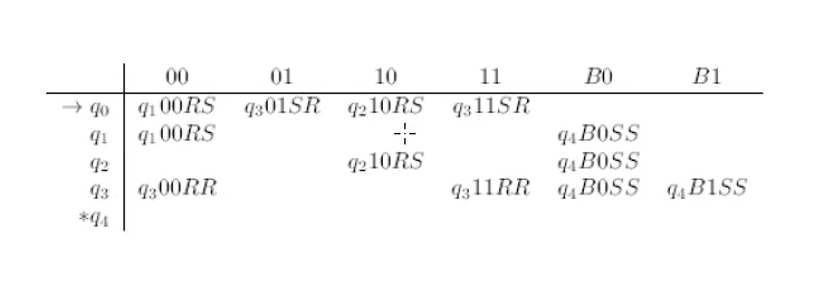 00 01 10 11 B0 B1
→ q₀ q₁00RS q₃01SR q₂10RS q₃11SR
q₁ q₁00RS q₄B0SS
q₂ q₂10RS q₄B0SS
q₃ q₃00RR q₃11RR q₄B0SS q₄B1SS
*q₄